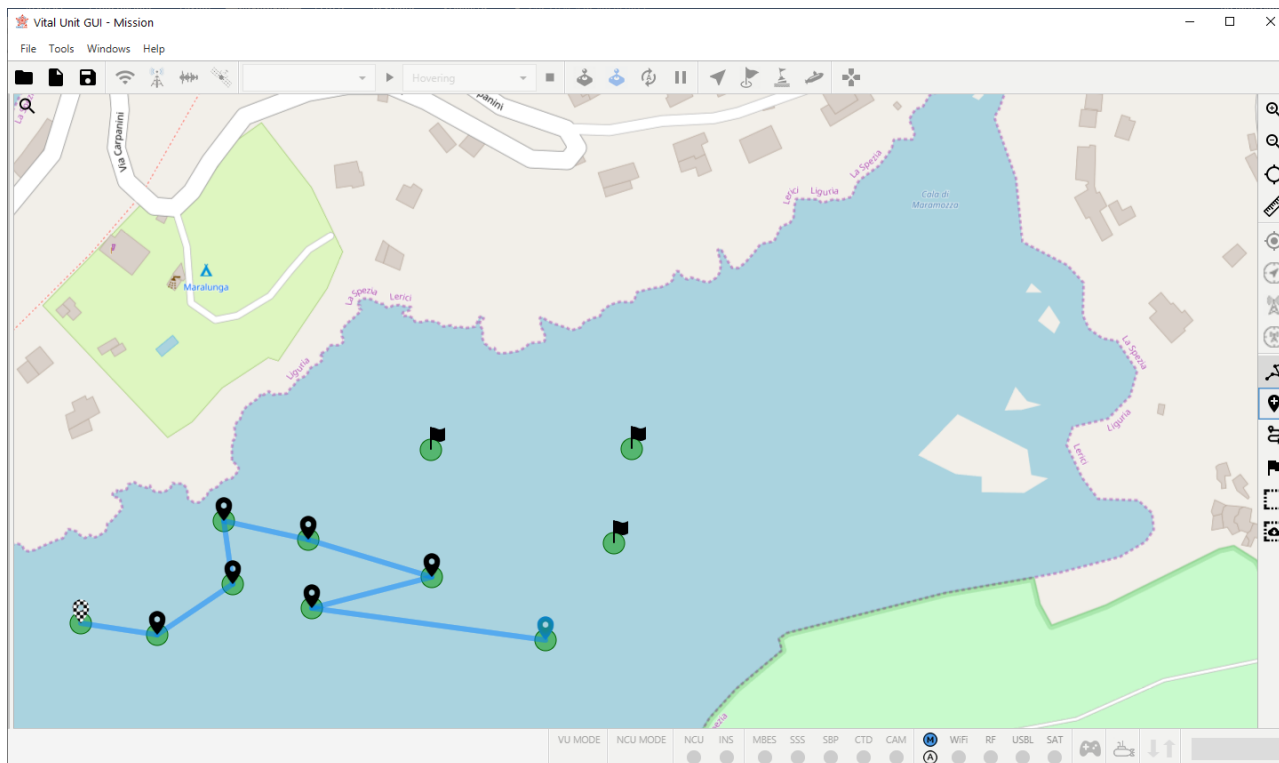 Vital Unit GUI - Mission
File Tools Windows Help
Hovering
Via Carpanini
Maralunga
La Spezia Lerici
Liguria
Lerici Liguria La Spezia
Cala di
Maramozza
La Spezia
Liguria
Lerici
VU MODE NCU MODE NCU INS MBES SSS SBP CTD CAM M WiFi RF USBL SAT
A